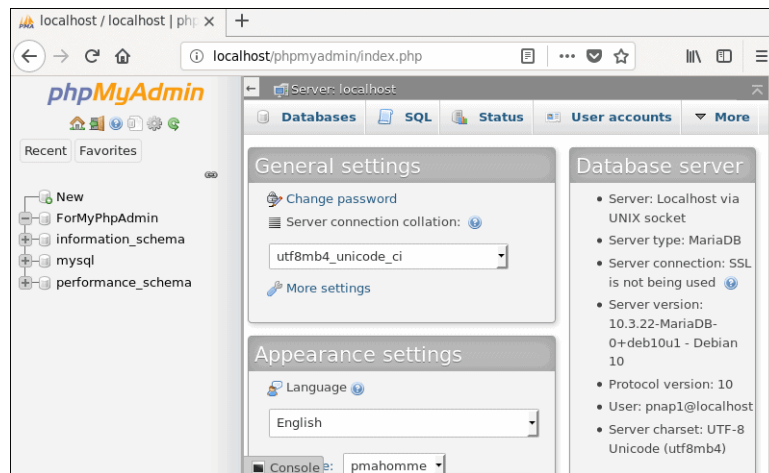 localhost / localhost | php
localhost/phpmyadmin/index.php
phpMyAdmin
Recent Favorites
New
ForMyPhpAdmin
information_schema
mysql
performance_schema
Server: localhost
Databases SQL Status User accounts More
General settings
Change password
Server connection collation:
utf8mb4_unicode_ci
More settings
Appearance settings
Language
English
pmahomme
Console
Database server
Server: Localhost via
UNIX socket
Server type: MariaDB
Server connection: SSL
is not being used
Server version:
10.3.22-MariaDB-
0+deb10u1 - Debian
10
Protocol version: 10
User: pnap1@localhost
Server charset: UTF-8
Unicode (utf8mb4)